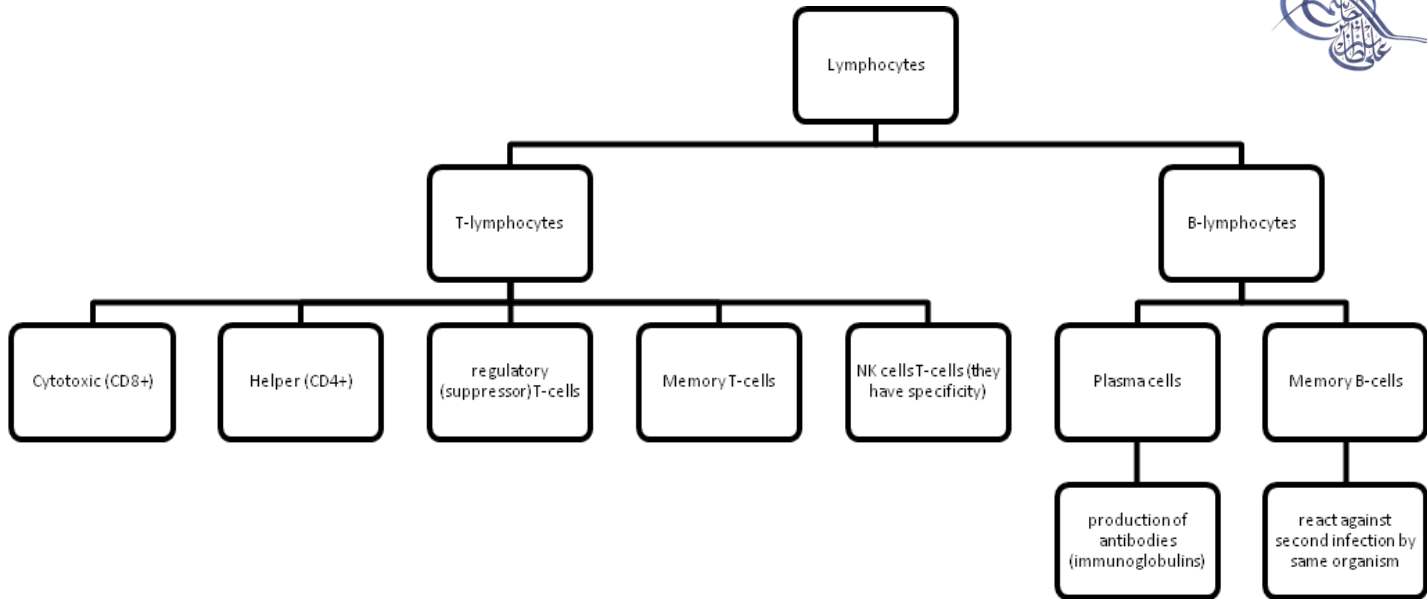 Lymphocytes
T-lymphocytes
B-lymphocytes
Cytotoxic (CD8+)
Helper (CD4+)
regulatory
(suppressor) T-cells
Memory T-cells
NK cells T-cells (they
have specificity)
Plasma cells
Memory B-cells
production of
antibodies
(immunoglobulins)
react against
second infection by
same organism